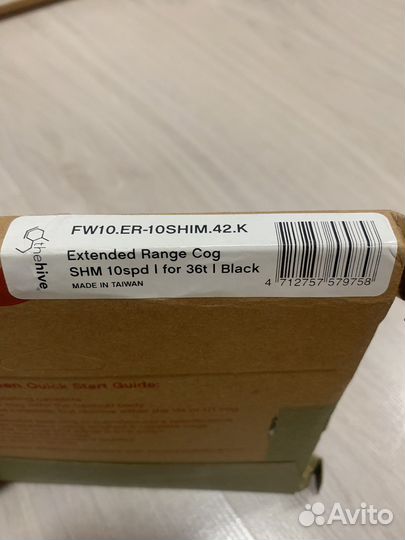 thehive
FW10.ER-10SHIM.42.K
Extended Range Cog
SHM 10spd | for 36t | Black
MADE IN TAIWAN
4 712757 579758
Quick Start Guide:
Avito